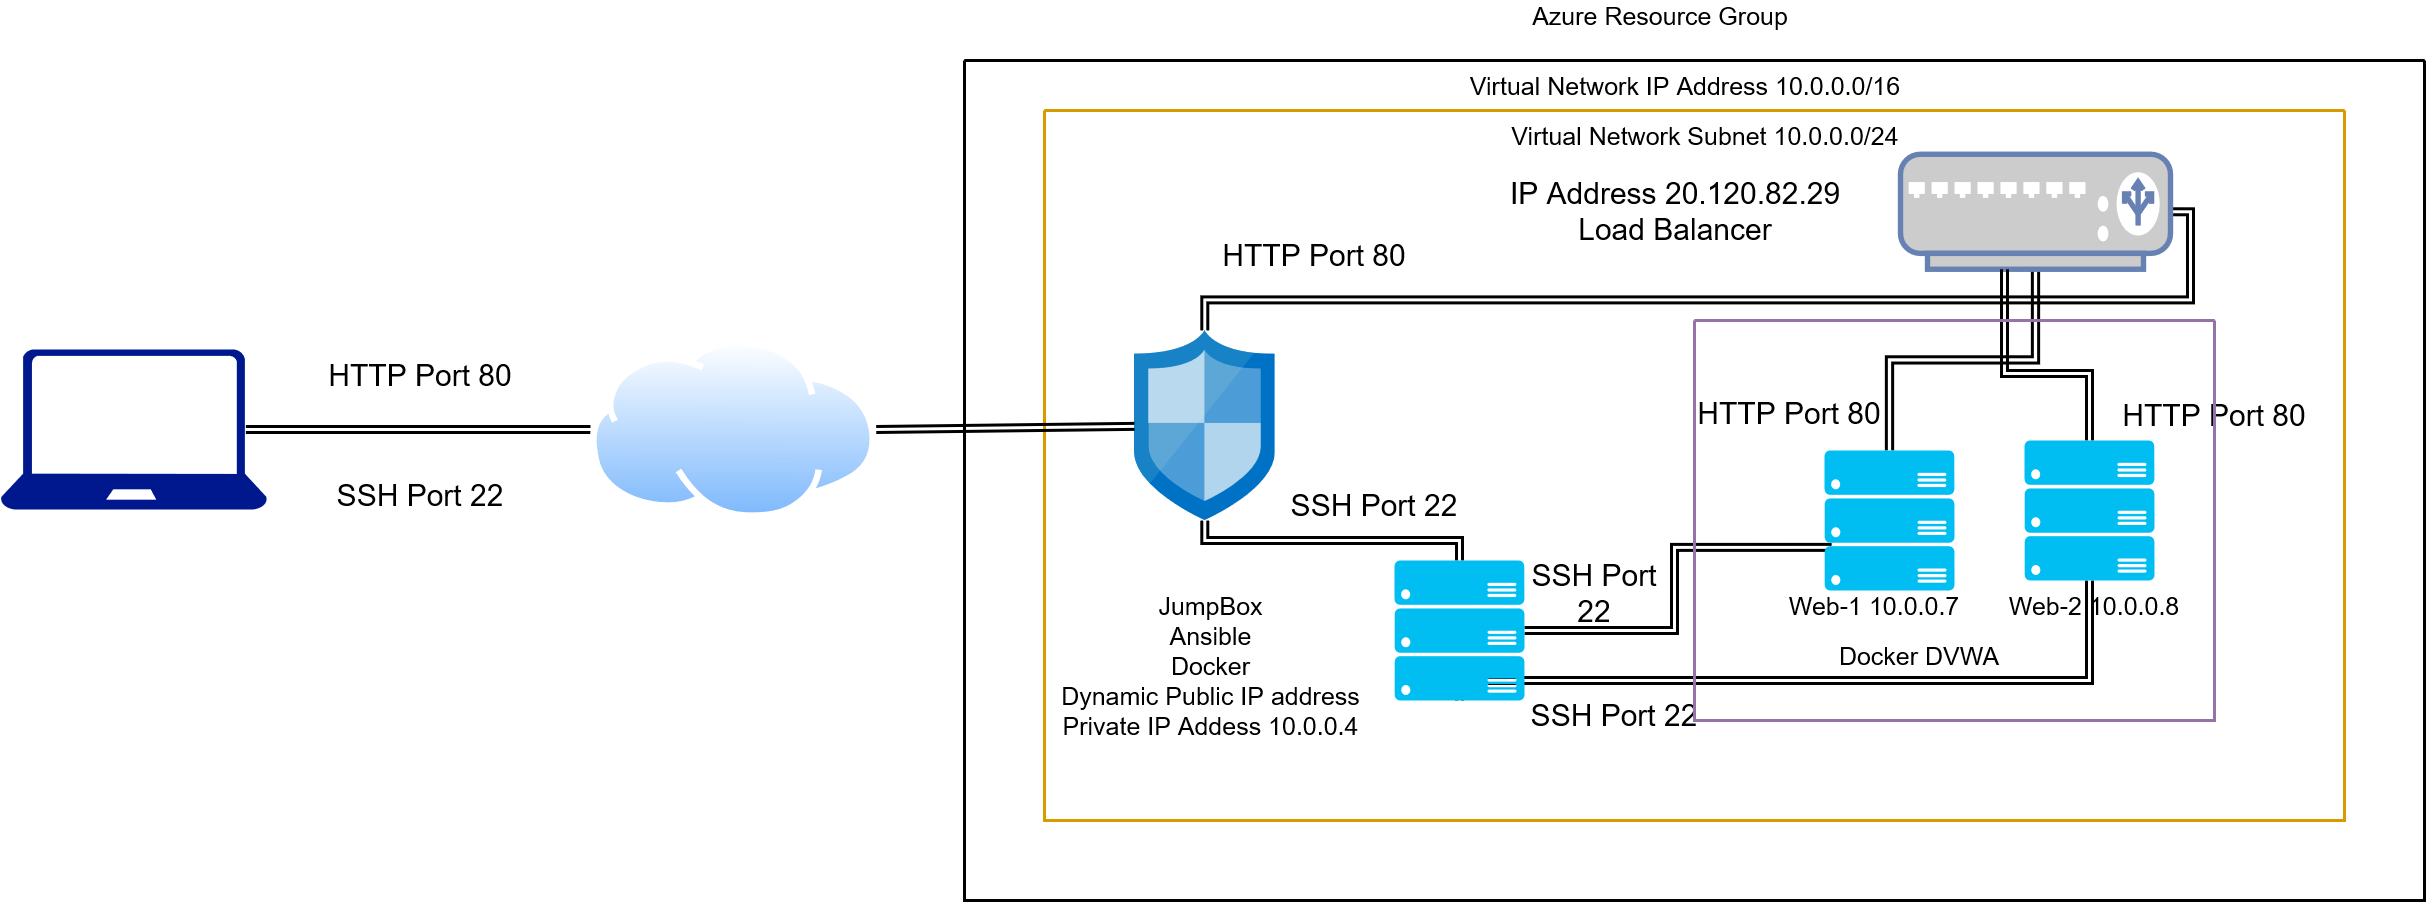 Azure Resource Group
Virtual Network IP Address 10.0.0.0/16
Virtual Network Subnet 10.0.0.0/24
IP Address 20.120.82.29
Load Balancer
HTTP Port 80
HTTP Port 80
SSH Port 22
HTTP Port 80
HTTP Port 80
SSH Port 22
SSH Port
22
JumpBox
Ansible
Docker
Dynamic Public IP address
Private IP Addess 10.0.0.4
Web-1 10.0.0.7
Web-2 10.0.0.8
Docker DVWA
SSH Port 22